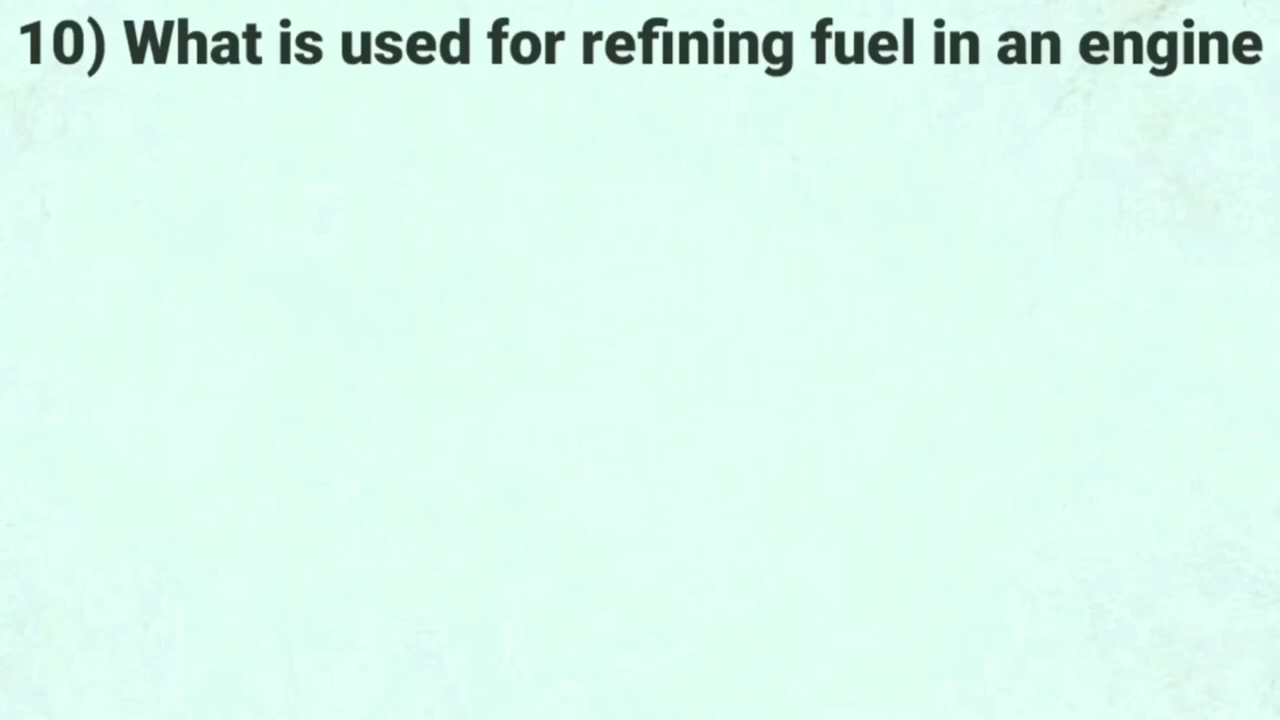 10) What is used for refining fuel in an engine